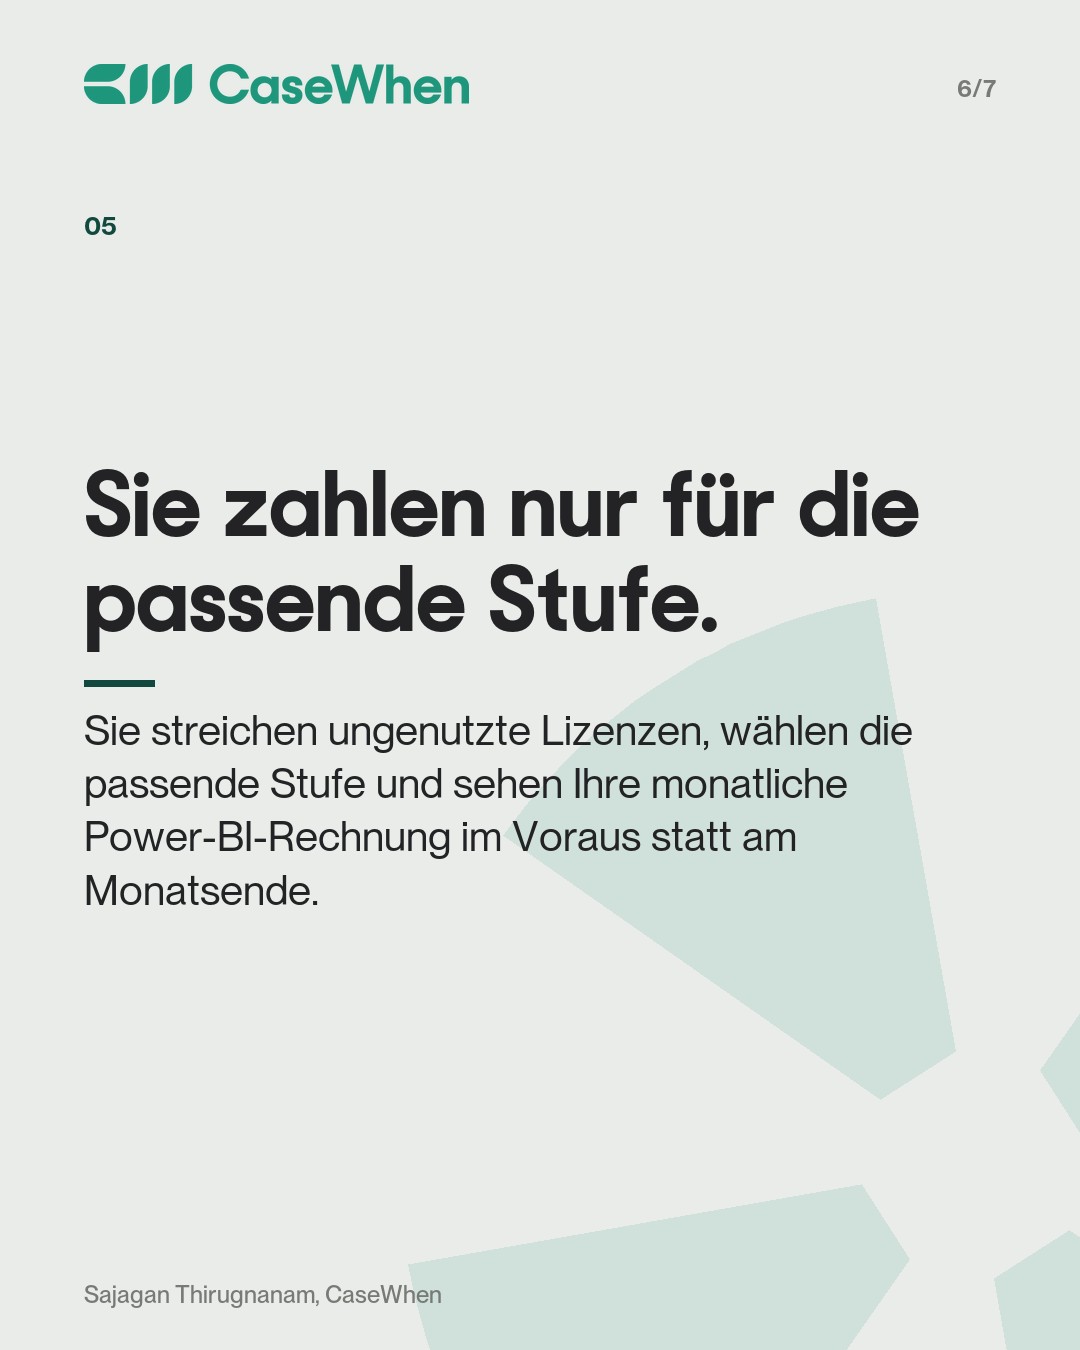 CaseWhen
6/7
05
Sie zahlen nur für die
passende Stufe.
Sie streichen ungenutzte Lizenzen, wählen die
passende Stufe und sehen Ihre monatliche
Power-BI-Rechnung im Voraus statt am
Monatsende.
Sajagan Thirugnanam, CaseWhen